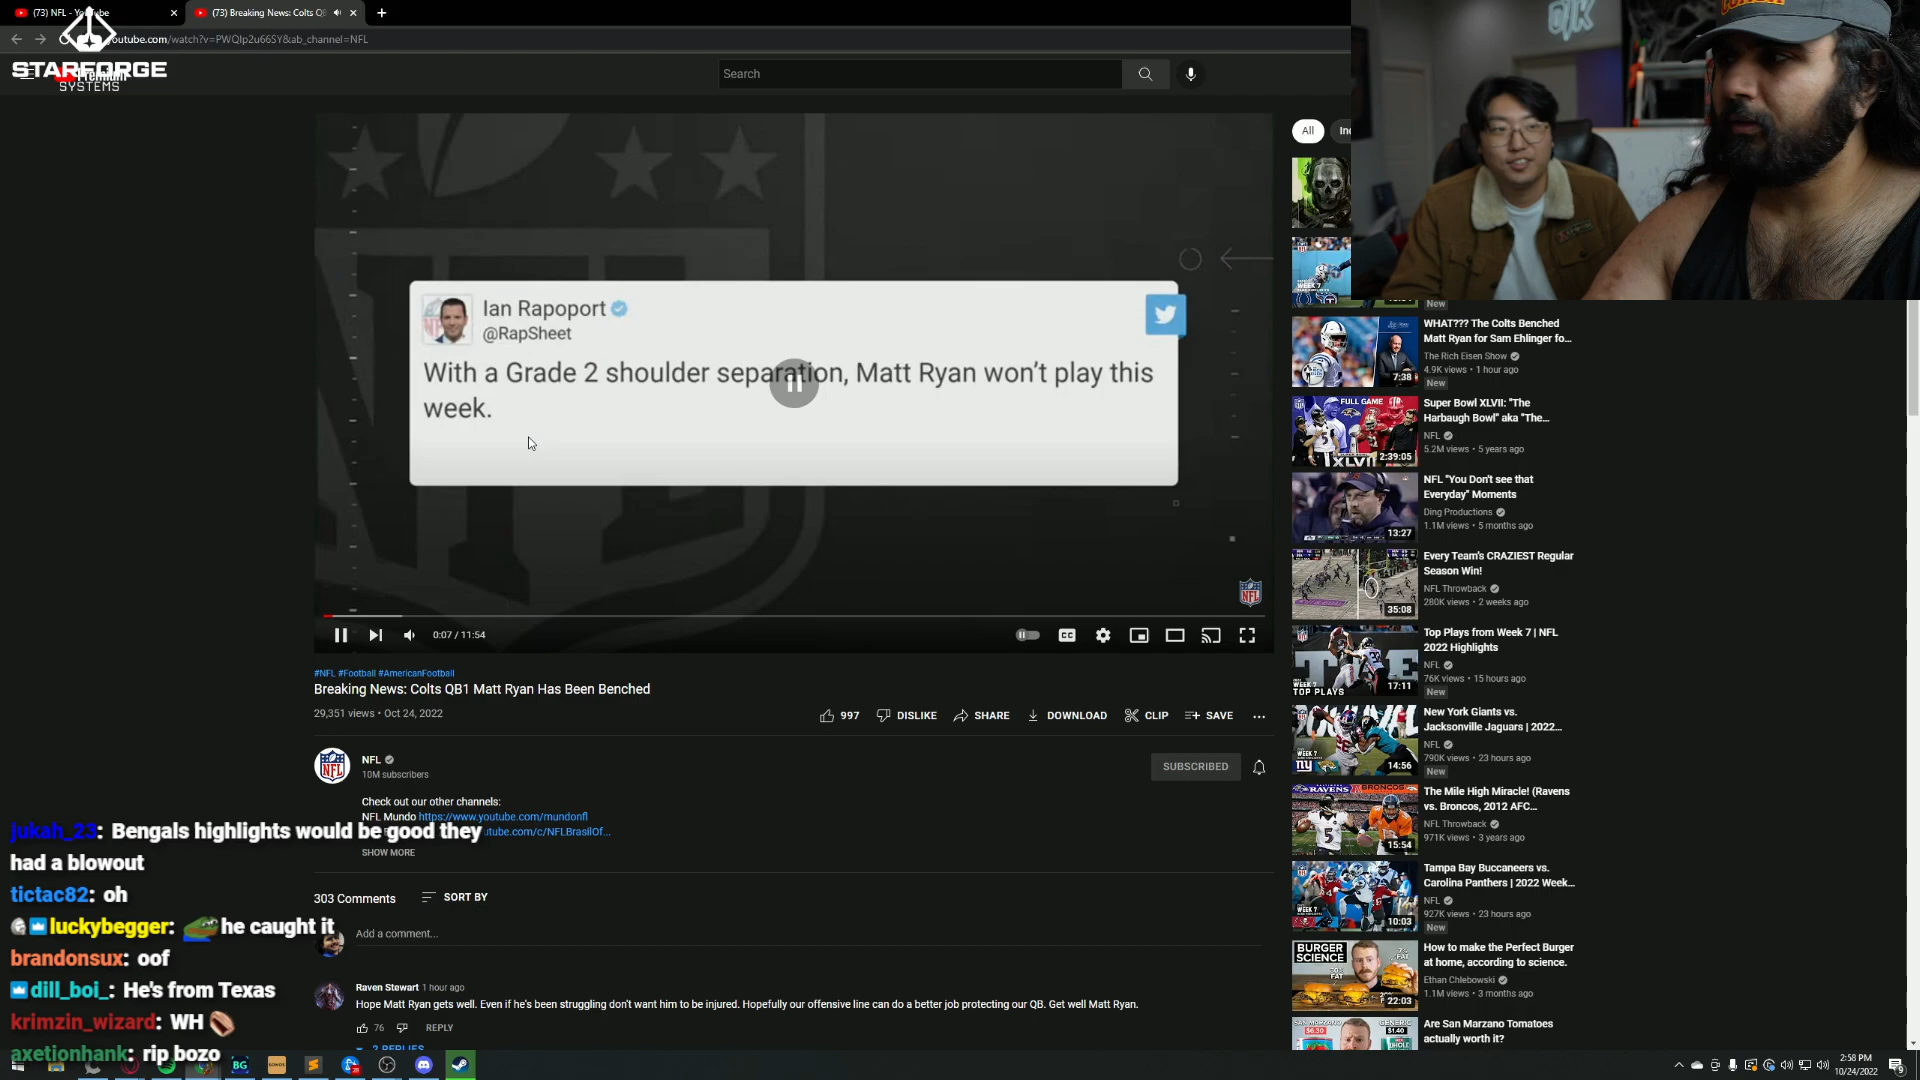 (73) NFL - YouTube
(73) Breaking News: Colts QB
outube.com/watch?v=PWQlp2u66SY&ab_channel=NFL
STARFORGE
SYSTEMS
Premium
Search
All
Ian Rapoport
@RapSheet
With a Grade 2 shoulder separation, Matt Ryan won't play this
week.
NFL
0:07 / 11:54
#NFL #Football #AmericanFootball
Breaking News: Colts QB1 Matt Ryan Has Been Benched
29,351 views • Oct 24, 2022
997
DISLIKE
SHARE
DOWNLOAD
CLIP
SAVE
NFL
10M subscribers
SUBSCRIBED
Check out our other channels:
NFL Mundo https://www.youtube.com/mundonfl
utube.com/c/NFLBrasilOf...
SHOW MORE
303 Comments
SORT BY
Add a comment...
Raven Stewart 1 hour ago
Hope Matt Ryan gets well. Even if he's been struggling don't want him to be injured. Hopefully our offensive line can do a better job protecting our QB. Get well Matt Ryan.
76
REPLY
2 REPLIES
jukah_23: Bengals highlights would be good they
had a blowout
tictac82: oh
luckybegger: he caught it
brandonsux: oof
dill_boi_: He's from Texas
krimzin_wizard: WH
axetionhank: rip bozo
New
WHAT??? The Colts Benched
Matt Ryan for Sam Ehlinger fo...
The Rich Eisen Show
4.9K views • 1 hour ago
New
7:38
Super Bowl XLVII: "The
Harbaugh Bowl" aka "The...
NFL
5.2M views • 5 years ago
FULL GAME
XLVII
2:39:05
NFL "You Don't see that
Everyday" Moments
Ding Productions
1.1M views • 5 months ago
13:27
Every Team's CRAZIEST Regular
Season Win!
NFL Throwback
280K views • 2 weeks ago
35:08
Top Plays from Week 7 | NFL
2022 Highlights
NFL
76K views • 15 hours ago
New
TOP PLAYS
17:11
New York Giants vs.
Jacksonville Jaguars | 2022...
NFL
790K views • 23 hours ago
New
14:56
The Mile High Miracle! (Ravens
vs. Broncos, 2012 AFC...
NFL Throwback
971K views • 3 years ago
RAVENS
BRONCOS
15:54
Tampa Bay Buccaneers vs.
Carolina Panthers | 2022 Week...
NFL
927K views • 23 hours ago
New
10:03
How to make the Perfect Burger
at home, according to science.
Ethan Chlebowski
1.1M views • 3 months ago
BURGER
SCIENCE
22:03
Are San Marzano Tomatoes
actually worth it?
BG
2:58 PM
10/24/2022